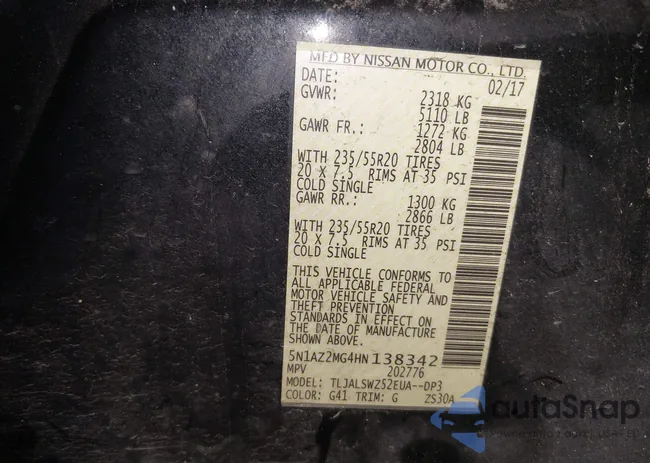 MFD BY NISSAN MOTOR CO., LTD.
DATE: 02/17
GVWR: 2318 KG
5110 LB
GAWR FR.: 1272 KG
2804 LB
WITH 235/55R20 TIRES
20 X 7.5 RIMS AT 35 PSI
COLD SINGLE
GAWR RR.: 1300 KG
2866 LB
WITH 235/55R20 TIRES
20 X 7.5 RIMS AT 35 PSI
COLD SINGLE
THIS VEHICLE CONFORMS TO
ALL APPLICABLE FEDERAL
MOTOR VEHICLE SAFETY AND
THEFT PREVENTION
STANDARDS IN EFFECT ON
THE DATE OF MANUFACTURE
SHOWN ABOVE.
5N1AZ2MG4HN138342
MPV 202776
MODEL: TLJALSWZ52EUA--DP3
COLOR: G41 TRIM: G ZS30A
autoSnap